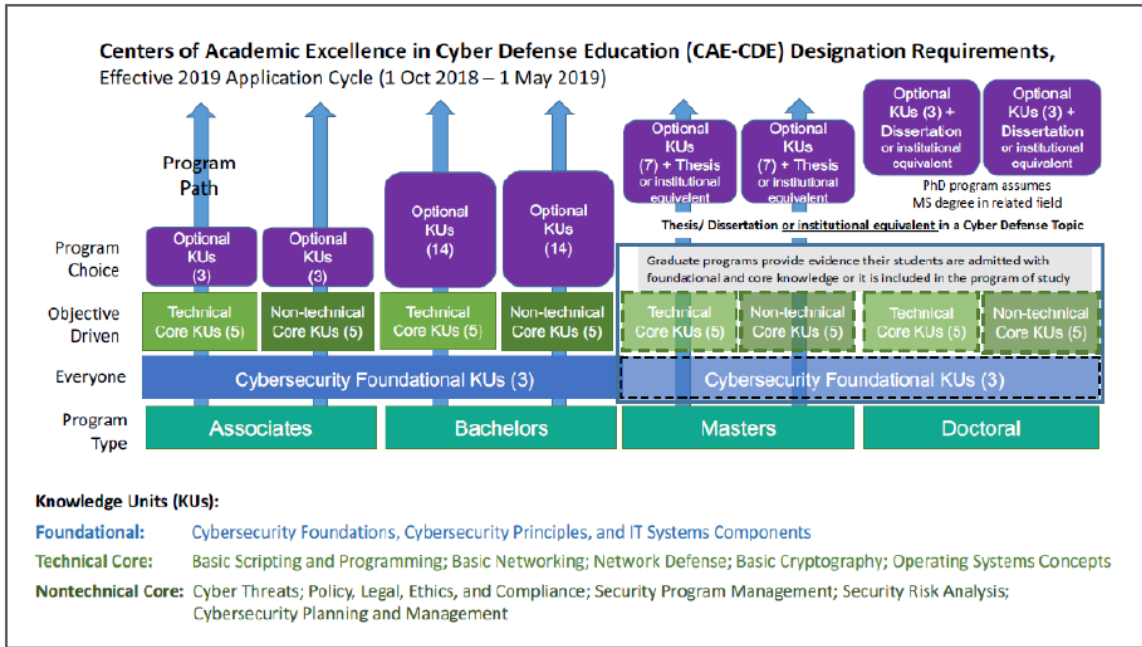 Centers of Academic Excellence in Cyber Defense Education (CAE-CDE) Designation Requirements,
Effective 2019 Application Cycle (1 Oct 2018 – 1 May 2019)
Program
Path
Optional
KUs
(7) + Thesis
or institutional
equivalent
Optional
KUs
(7) + Thesis
or institutional
equivalent
Optional
KUs (3) +
Dissertation
or institutional
equivalent
Optional
KUs (3) +
Dissertation
or institutional
equivalent
PhD program assumes
MS degree in related field
Thesis/ Dissertation or institutional equivalent in a Cyber Defense Topic
Program
Choice
Optional
KUs
(3)
Optional
KUs
(3)
Optional
KUs
(14)
Optional
KUs
(14)
Graduate programs provide evidence their students are admitted with
foundational and core knowledge or it is included in the program of study
Objective
Driven
Technical
Core KUs (5)
Non-technical
Core KUs (5)
Technical
Core KUs (5)
Non-technical
Core KUs (5)
Technical
Core KUs (5)
Non-technical
Core KUs (5)
Technical
Core KUs (5)
Non-technical
Core KUs (5)
Everyone
Cybersecurity Foundational KUs (3)
Cybersecurity Foundational KUs (3)
Program
Type
Associates
Bachelors
Masters
Doctoral
Knowledge Units (KUs):
Foundational: Cybersecurity Foundations, Cybersecurity Principles, and IT Systems Components
Technical Core: Basic Scripting and Programming; Basic Networking; Network Defense; Basic Cryptography; Operating Systems Concepts
Nontechnical Core: Cyber Threats; Policy, Legal, Ethics, and Compliance; Security Program Management; Security Risk Analysis;
Cybersecurity Planning and Management